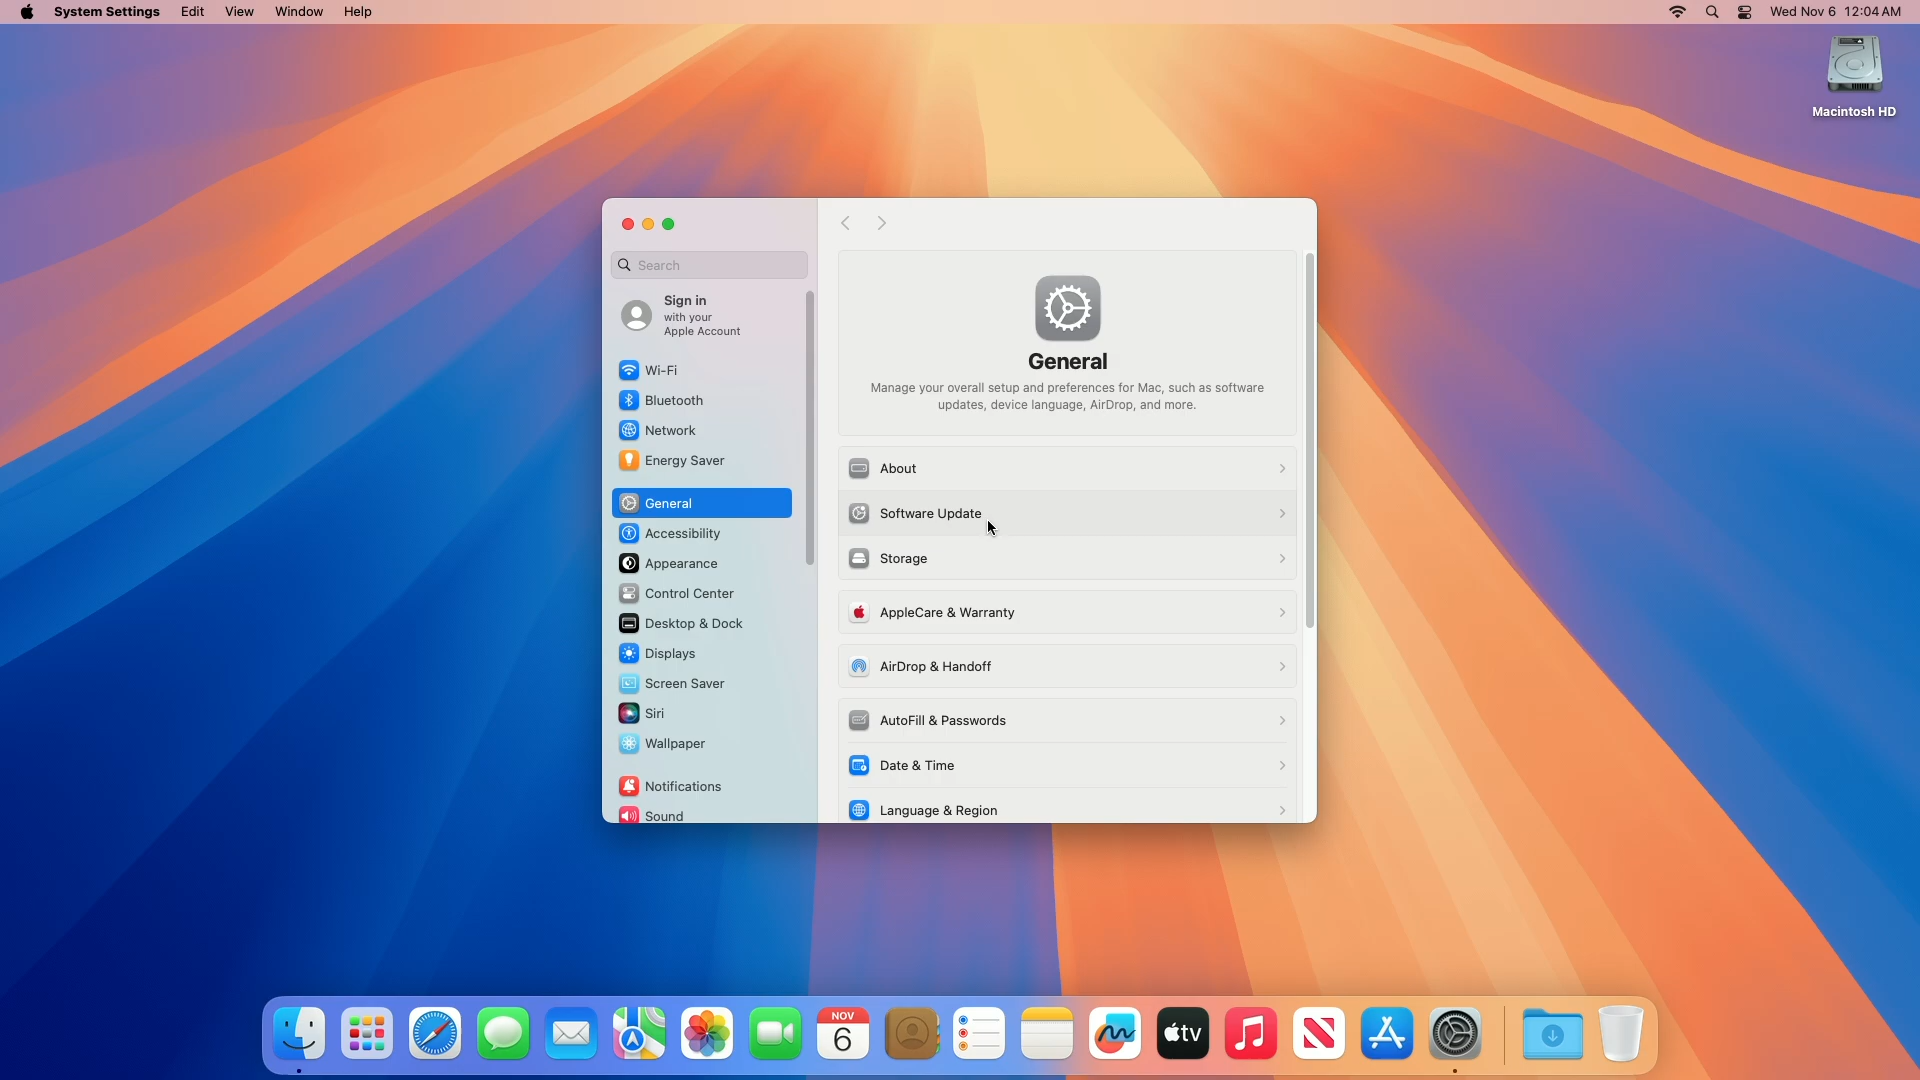 System Settings Edit View Window Help
Wed Nov 6 12:04 AM
Macintosh HD
Search
Sign in
with your
Apple Account
Wi-Fi
Bluetooth
Network
Energy Saver
General
Accessibility
Appearance
Control Center
Desktop & Dock
Displays
Screen Saver
Siri
Wallpaper
Notifications
Sound
General
Manage your overall setup and preferences for Mac, such as software
updates, device language, AirDrop, and more.
About
Software Update
Storage
AppleCare & Warranty
AirDrop & Handoff
AutoFill & Passwords
Date & Time
Language & Region
NOV
6
tv